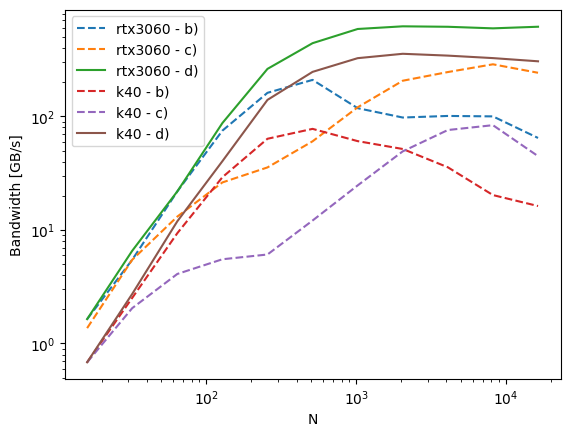 rtx3060 - b)
rtx3060 - c)
rtx3060 - d)
k40 - b)
k40 - c)
k40 - d)
Bandwidth [GB/s]
10²
10¹
10⁰
10² 10³ 10⁴
N